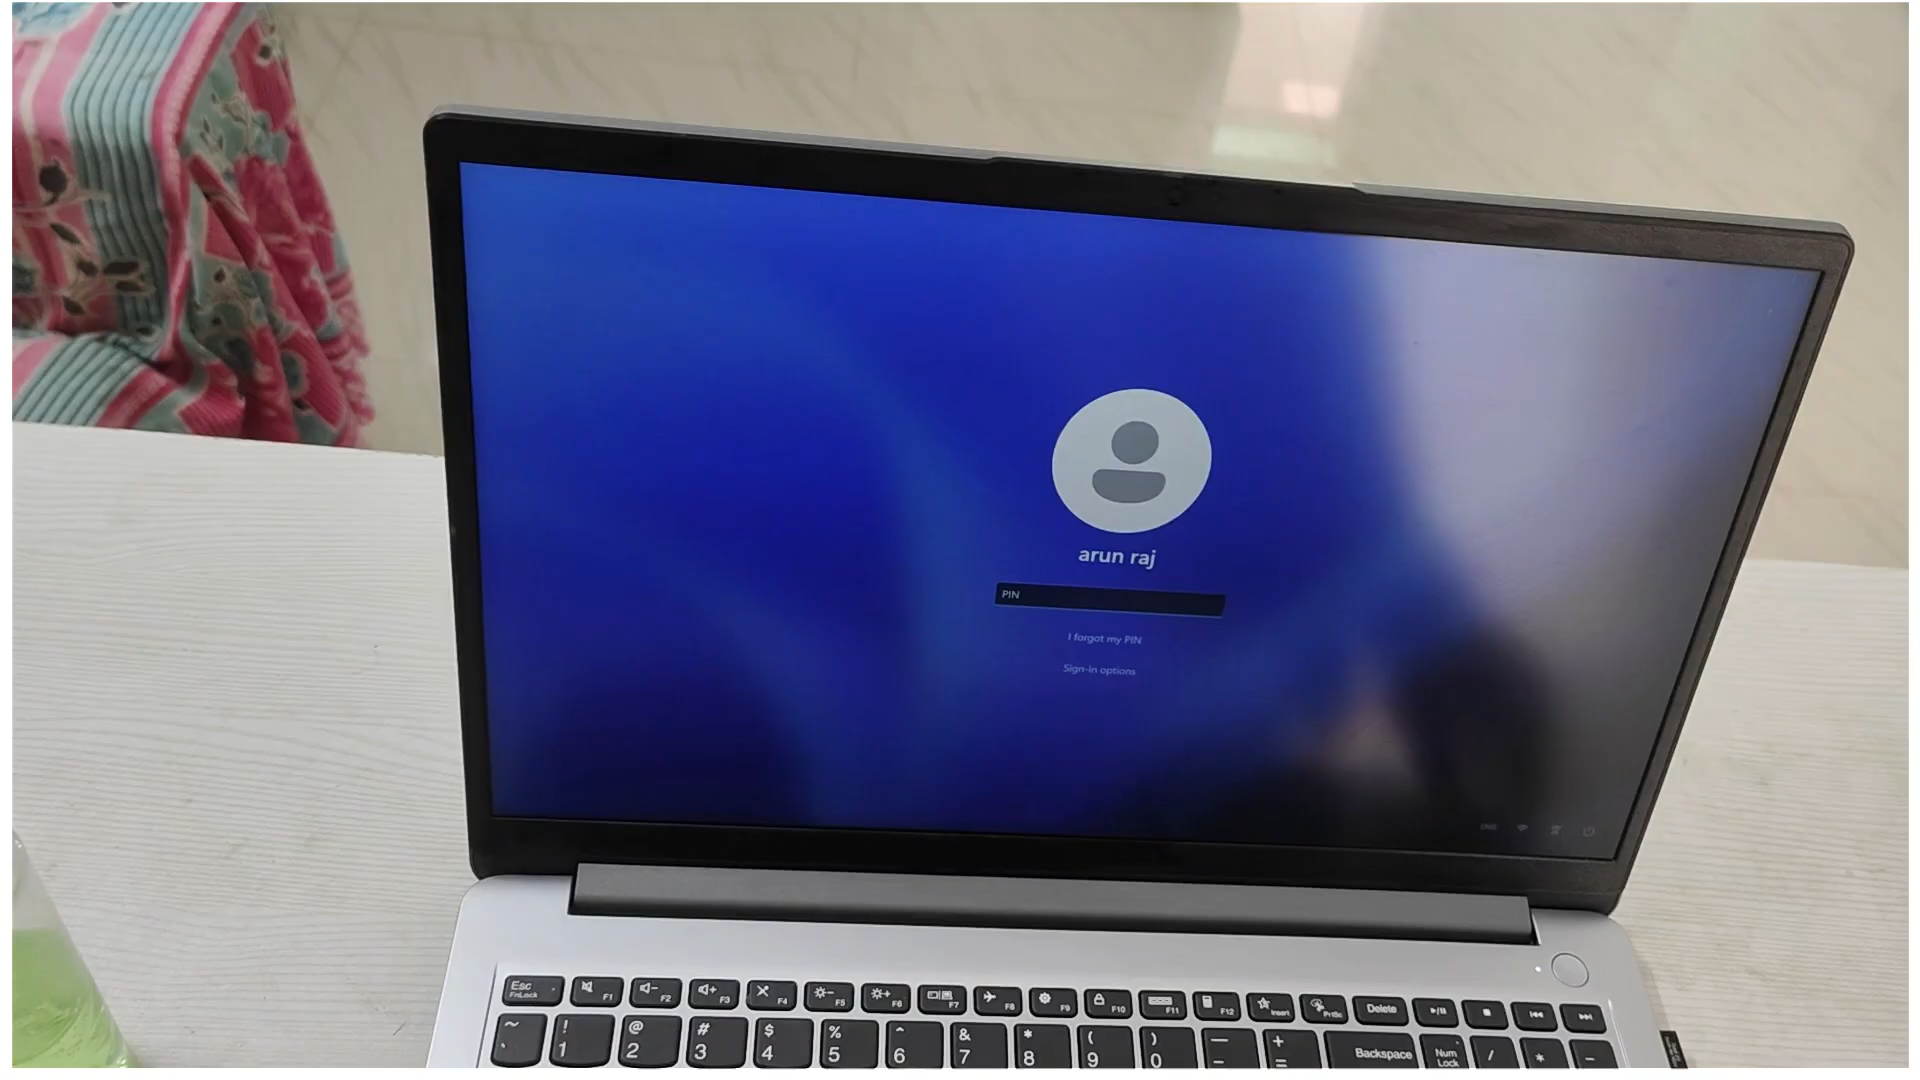 arun raj
PIN
I forgot my PIN
Sign-in options
ENG
Esc FnLock F1 F2 F3 F4 F5 F6 F7 F8 F9 F10 F11 F12 Insert PrtSc Delete
~ ! @ # $ % ^ & * ( ) — +
` 1 2 3 4 5 6 7 8 9 0 - = Backspace Num Lock / * -